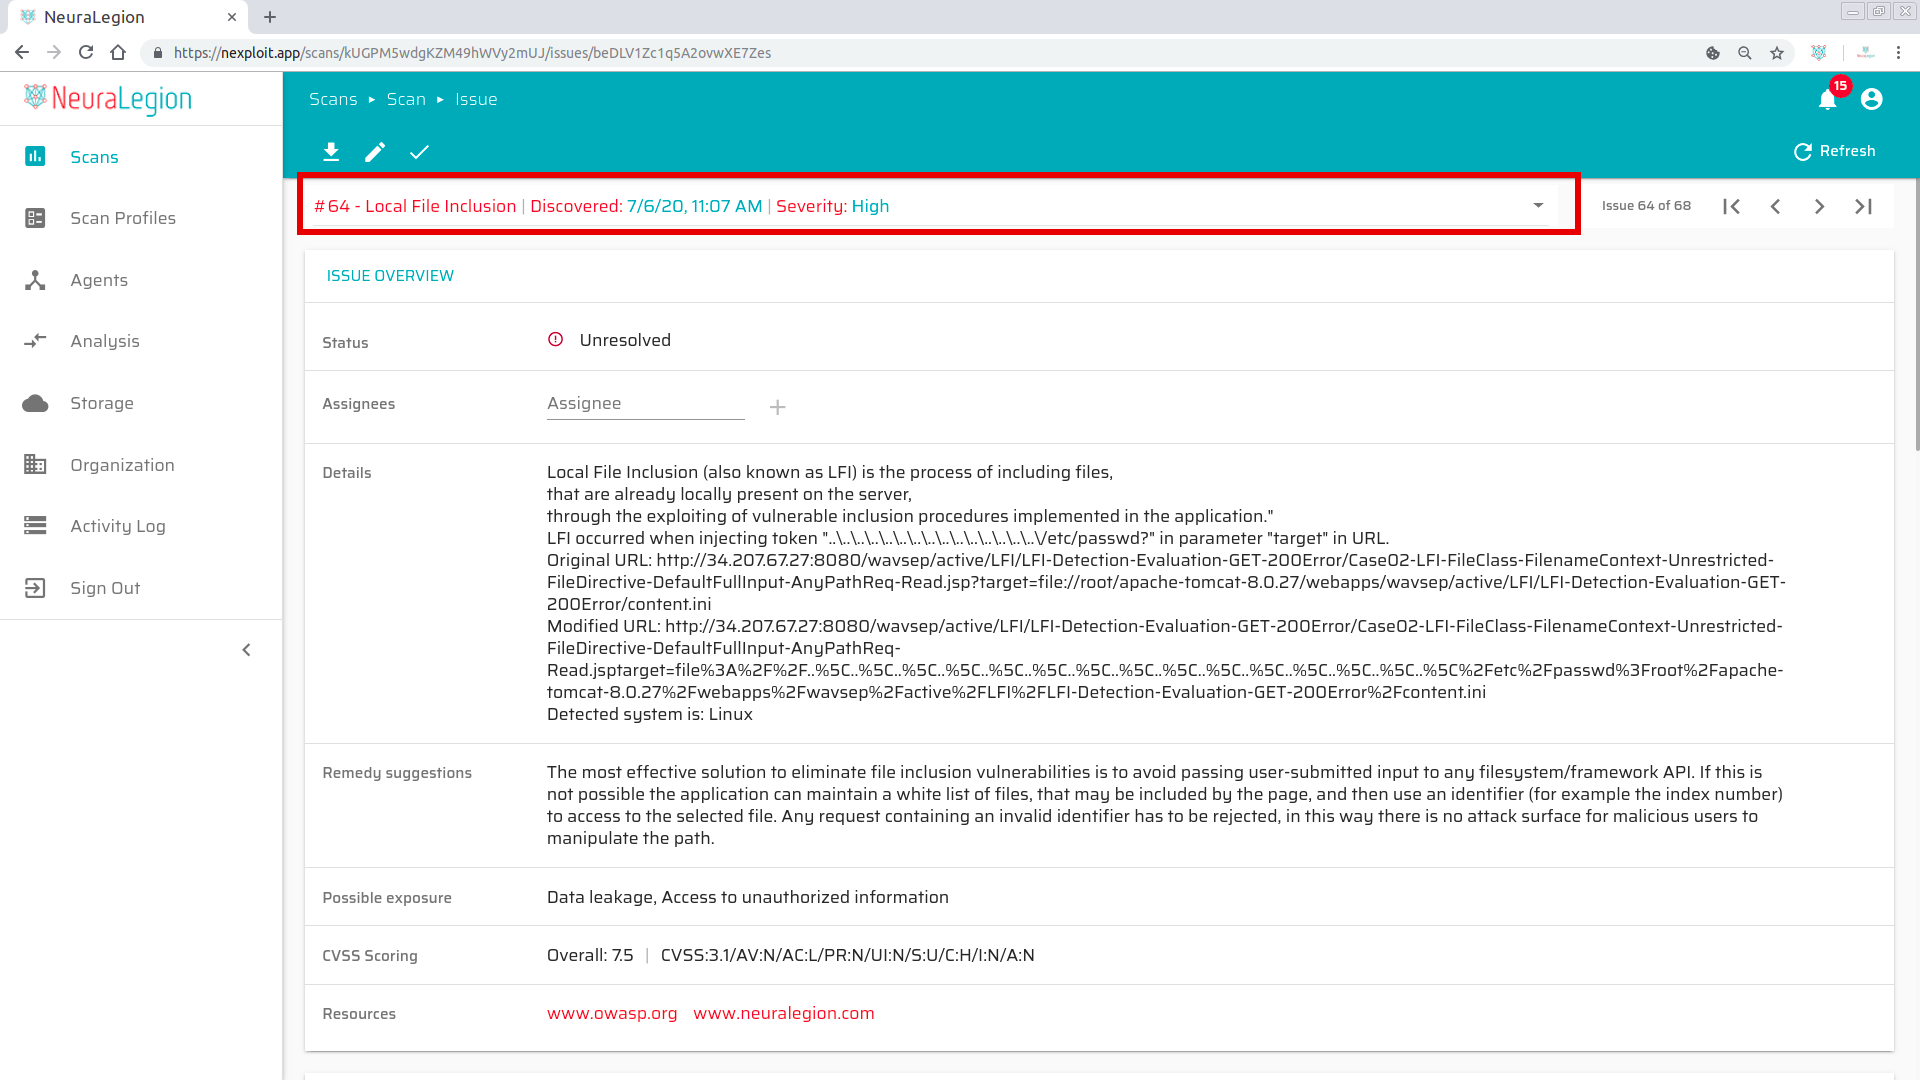 NeuraLegion
https://nexploit.app/scans/kUGPM5wdgKZM49hWVy2mUJ/issues/beDLV1Zc1q5A2ovwXE7Zes
NeuraLegion
Scans
Scan Profiles
Agents
Analysis
Storage
Organization
Activity Log
Sign Out
Scans ▸ Scan ▸ Issue
15
Refresh
#64 - Local File Inclusion | Discovered: 7/6/20, 11:07 AM | Severity: High
Issue 64 of 68
ISSUE OVERVIEW
Status
Unresolved
Assignees
Assignee
Details
Local File Inclusion (also known as LFI) is the process of including files,
that are already locally present on the server,
through the exploiting of vulnerable inclusion procedures implemented in the application."
LFI occurred when injecting token "..\..\..\..\..\..\..\..\..\..\..\..\..\..\..\/etc/passwd?" in parameter "target" in URL.
Original URL: http://34.207.67.27:8080/wavsep/active/LFI/LFI-Detection-Evaluation-GET-200Error/Case02-LFI-FileClass-FilenameContext-Unrestricted-
FileDirective-DefaultFullInput-AnyPathReq-Read.jsp?target=file://root/apache-tomcat-8.0.27/webapps/wavsep/active/LFI/LFI-Detection-Evaluation-GET-
200Error/content.ini
Modified URL: http://34.207.67.27:8080/wavsep/active/LFI/LFI-Detection-Evaluation-GET-200Error/Case02-LFI-FileClass-FilenameContext-Unrestricted-
FileDirective-DefaultFullInput-AnyPathReq-
Read.jsptarget=file%3A%2F%2F..%5C..%5C..%5C..%5C..%5C..%5C..%5C..%5C..%5C..%5C..%5C..%5C..%5C..%5C..%5C%2Fetc%2Fpasswd%3Froot%2Fapache-
tomcat-8.0.27%2Fwebapps%2Fwavsep%2Factive%2FLFI%2FLFI-Detection-Evaluation-GET-200Error%2Fcontent.ini
Detected system is: Linux
Remedy suggestions
The most effective solution to eliminate file inclusion vulnerabilities is to avoid passing user-submitted input to any filesystem/framework API. If this is
not possible the application can maintain a white list of files, that may be included by the page, and then use an identifier (for example the index number)
to access to the selected file. Any request containing an invalid identifier has to be rejected, in this way there is no attack surface for malicious users to
manipulate the path.
Possible exposure
Data leakage, Access to unauthorized information
CVSS Scoring
Overall: 7.5 | CVSS:3.1/AV:N/AC:L/PR:N/UI:N/S:U/C:H/I:N/A:N
Resources
www.owasp.org www.neuralegion.com